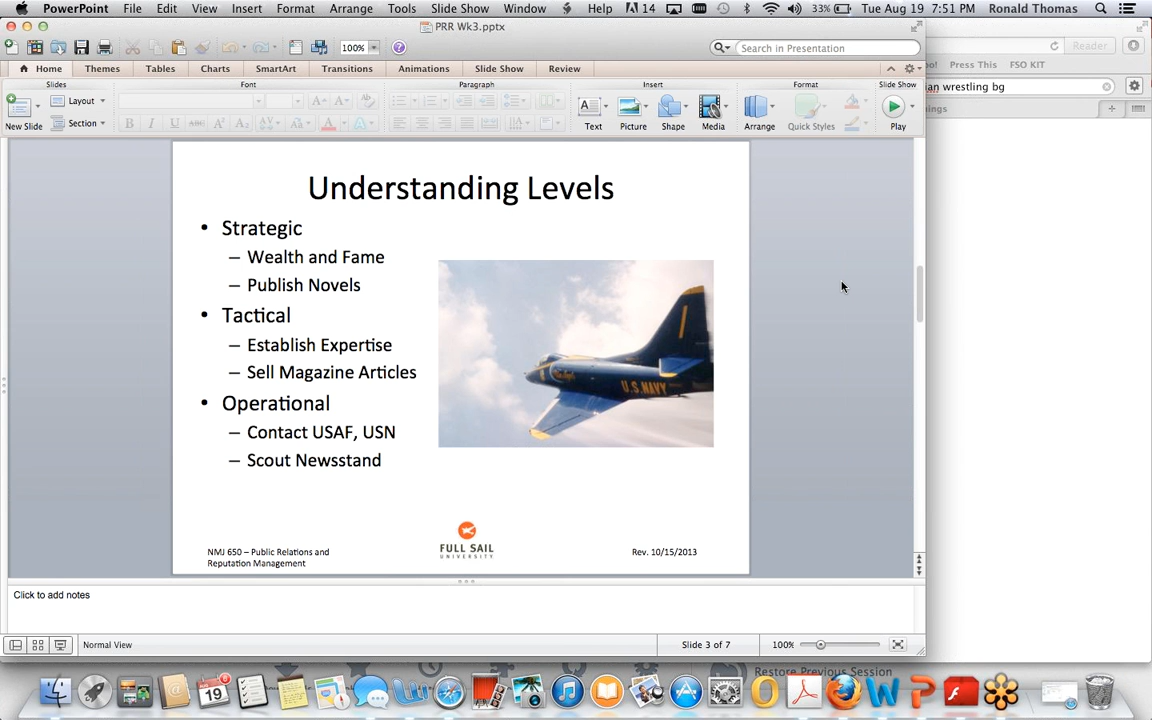 PowerPoint File Edit View Insert Format Arrange Tools Slide Show Window Help 14 33% Tue Aug 19 7:51 PM Ronald Thomas
PRR Wk3.pptx
100% Search in Presentation
Reader
Home Themes Tables Charts SmartArt Transitions Animations Slide Show Review
Press This FSO KIT
Slides Font Paragraph Insert Format Slide Show
wrestling bg
Layout
Section
New Slide Text Picture Shape Media Arrange Quick Styles Play
Understanding Levels
• Strategic
– Wealth and Fame
– Publish Novels
• Tactical
– Establish Expertise
– Sell Magazine Articles
• Operational
– Contact USAF, USN
– Scout Newsstand
U.S.NAVY
FULL SAIL
UNIVERSITY
NMJ 650 – Public Relations and
Reputation Management
Rev. 10/15/2013
Click to add notes
Normal View Slide 3 of 7 100%
Restore Previous Session
19